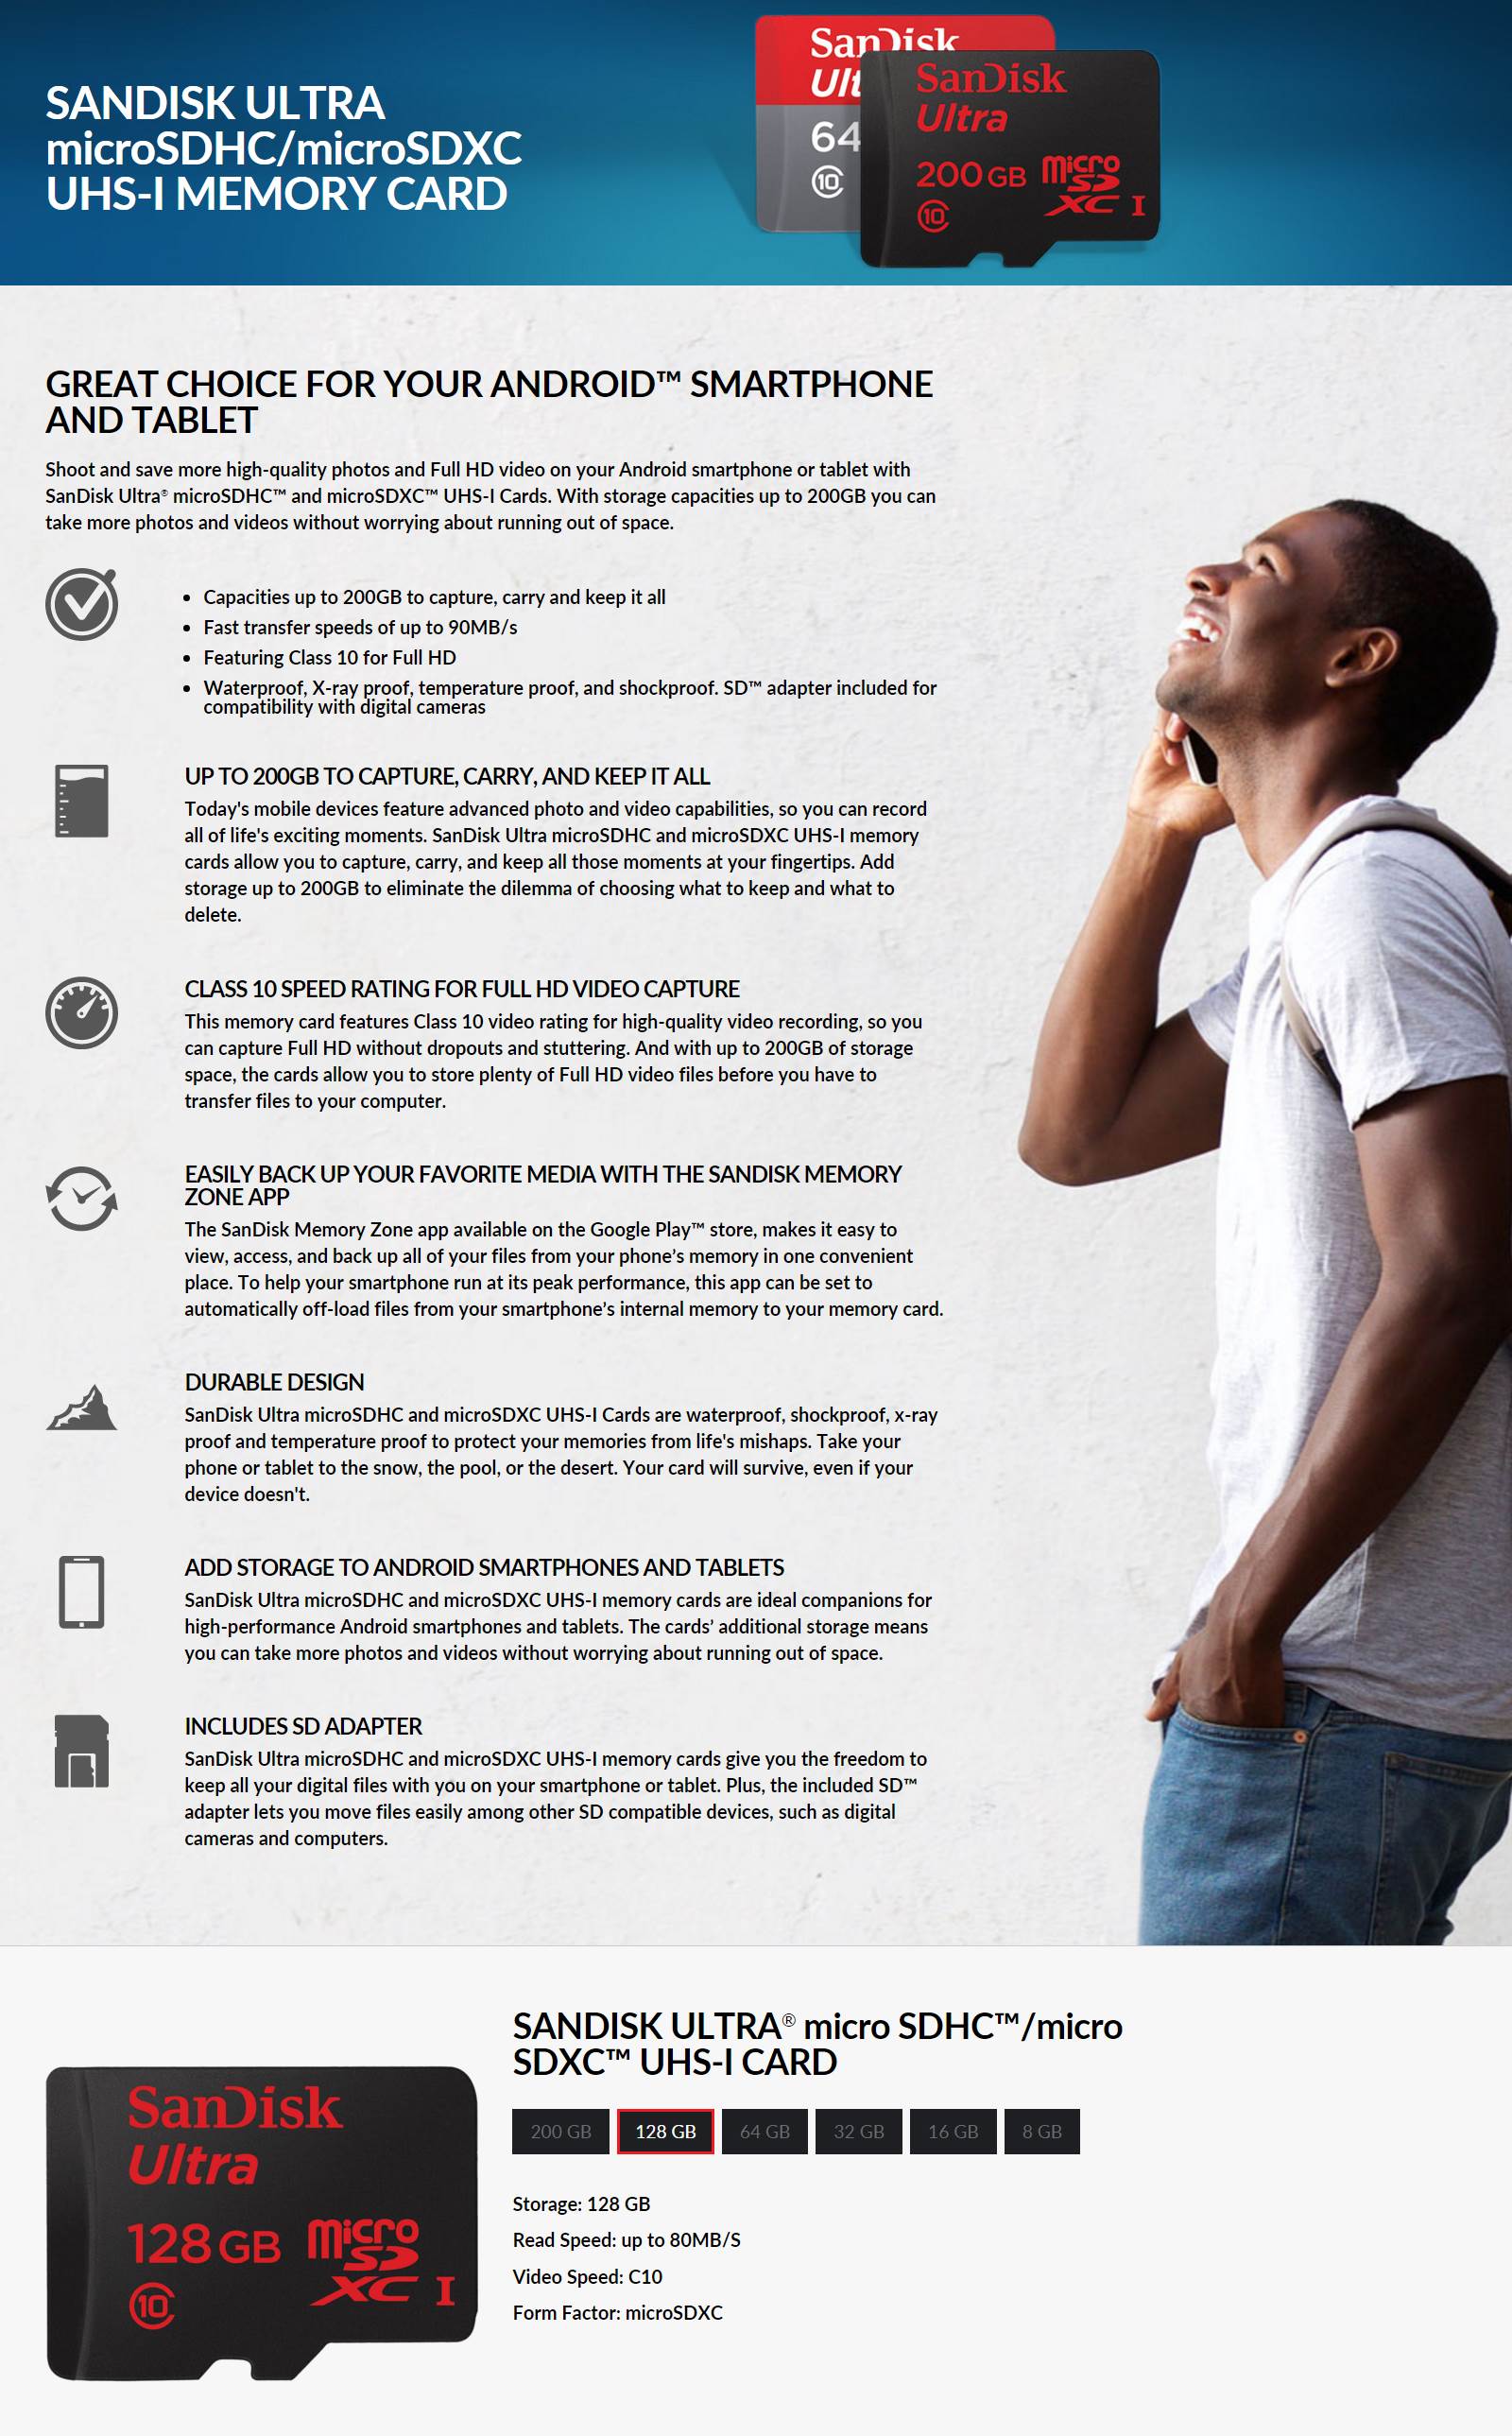 SANDISK ULTRA
microSDHC/microSDXC
UHS-I MEMORY CARD
SanDisk
Ult
64
10
SanDisk
Ultra
200 GB micro SD XC I
10
GREAT CHOICE FOR YOUR ANDROID™ SMARTPHONE
AND TABLET
Shoot and save more high-quality photos and Full HD video on your Android smartphone or tablet with
SanDisk Ultra® microSDHC™ and microSDXC™ UHS-I Cards. With storage capacities up to 200GB you can
take more photos and videos without worrying about running out of space.
• Capacities up to 200GB to capture, carry and keep it all
• Fast transfer speeds of up to 90MB/s
• Featuring Class 10 for Full HD
• Waterproof, X-ray proof, temperature proof, and shockproof. SD™ adapter included for
compatibility with digital cameras
UP TO 200GB TO CAPTURE, CARRY, AND KEEP IT ALL
Today's mobile devices feature advanced photo and video capabilities, so you can record
all of life's exciting moments. SanDisk Ultra microSDHC and microSDXC UHS-I memory
cards allow you to capture, carry, and keep all those moments at your fingertips. Add
storage up to 200GB to eliminate the dilemma of choosing what to keep and what to
delete.
CLASS 10 SPEED RATING FOR FULL HD VIDEO CAPTURE
This memory card features Class 10 video rating for high-quality video recording, so you
can capture Full HD without dropouts and stuttering. And with up to 200GB of storage
space, the cards allow you to store plenty of Full HD video files before you have to
transfer files to your computer.
EASILY BACK UP YOUR FAVORITE MEDIA WITH THE SANDISK MEMORY
ZONE APP
The SanDisk Memory Zone app available on the Google Play™ store, makes it easy to
view, access, and back up all of your files from your phone’s memory in one convenient
place. To help your smartphone run at its peak performance, this app can be set to
automatically off-load files from your smartphone’s internal memory to your memory card.
DURABLE DESIGN
SanDisk Ultra microSDHC and microSDXC UHS-I Cards are waterproof, shockproof, x-ray
proof and temperature proof to protect your memories from life's mishaps. Take your
phone or tablet to the snow, the pool, or the desert. Your card will survive, even if your
device doesn't.
ADD STORAGE TO ANDROID SMARTPHONES AND TABLETS
SanDisk Ultra microSDHC and microSDXC UHS-I memory cards are ideal companions for
high-performance Android smartphones and tablets. The cards’ additional storage means
you can take more photos and videos without worrying about running out of space.
INCLUDES SD ADAPTER
SanDisk Ultra microSDHC and microSDXC UHS-I memory cards give you the freedom to
keep all your digital files with you on your smartphone or tablet. Plus, the included SD™
adapter lets you move files easily among other SD compatible devices, such as digital
cameras and computers.
SanDisk
Ultra
128 GB micro SD XC I
10
SANDISK ULTRA® micro SDHC™/micro
SDXC™ UHS-I CARD
200 GB 128 GB 64 GB 32 GB 16 GB 8 GB
Storage: 128 GB
Read Speed: up to 80MB/S
Video Speed: C10
Form Factor: microSDXC